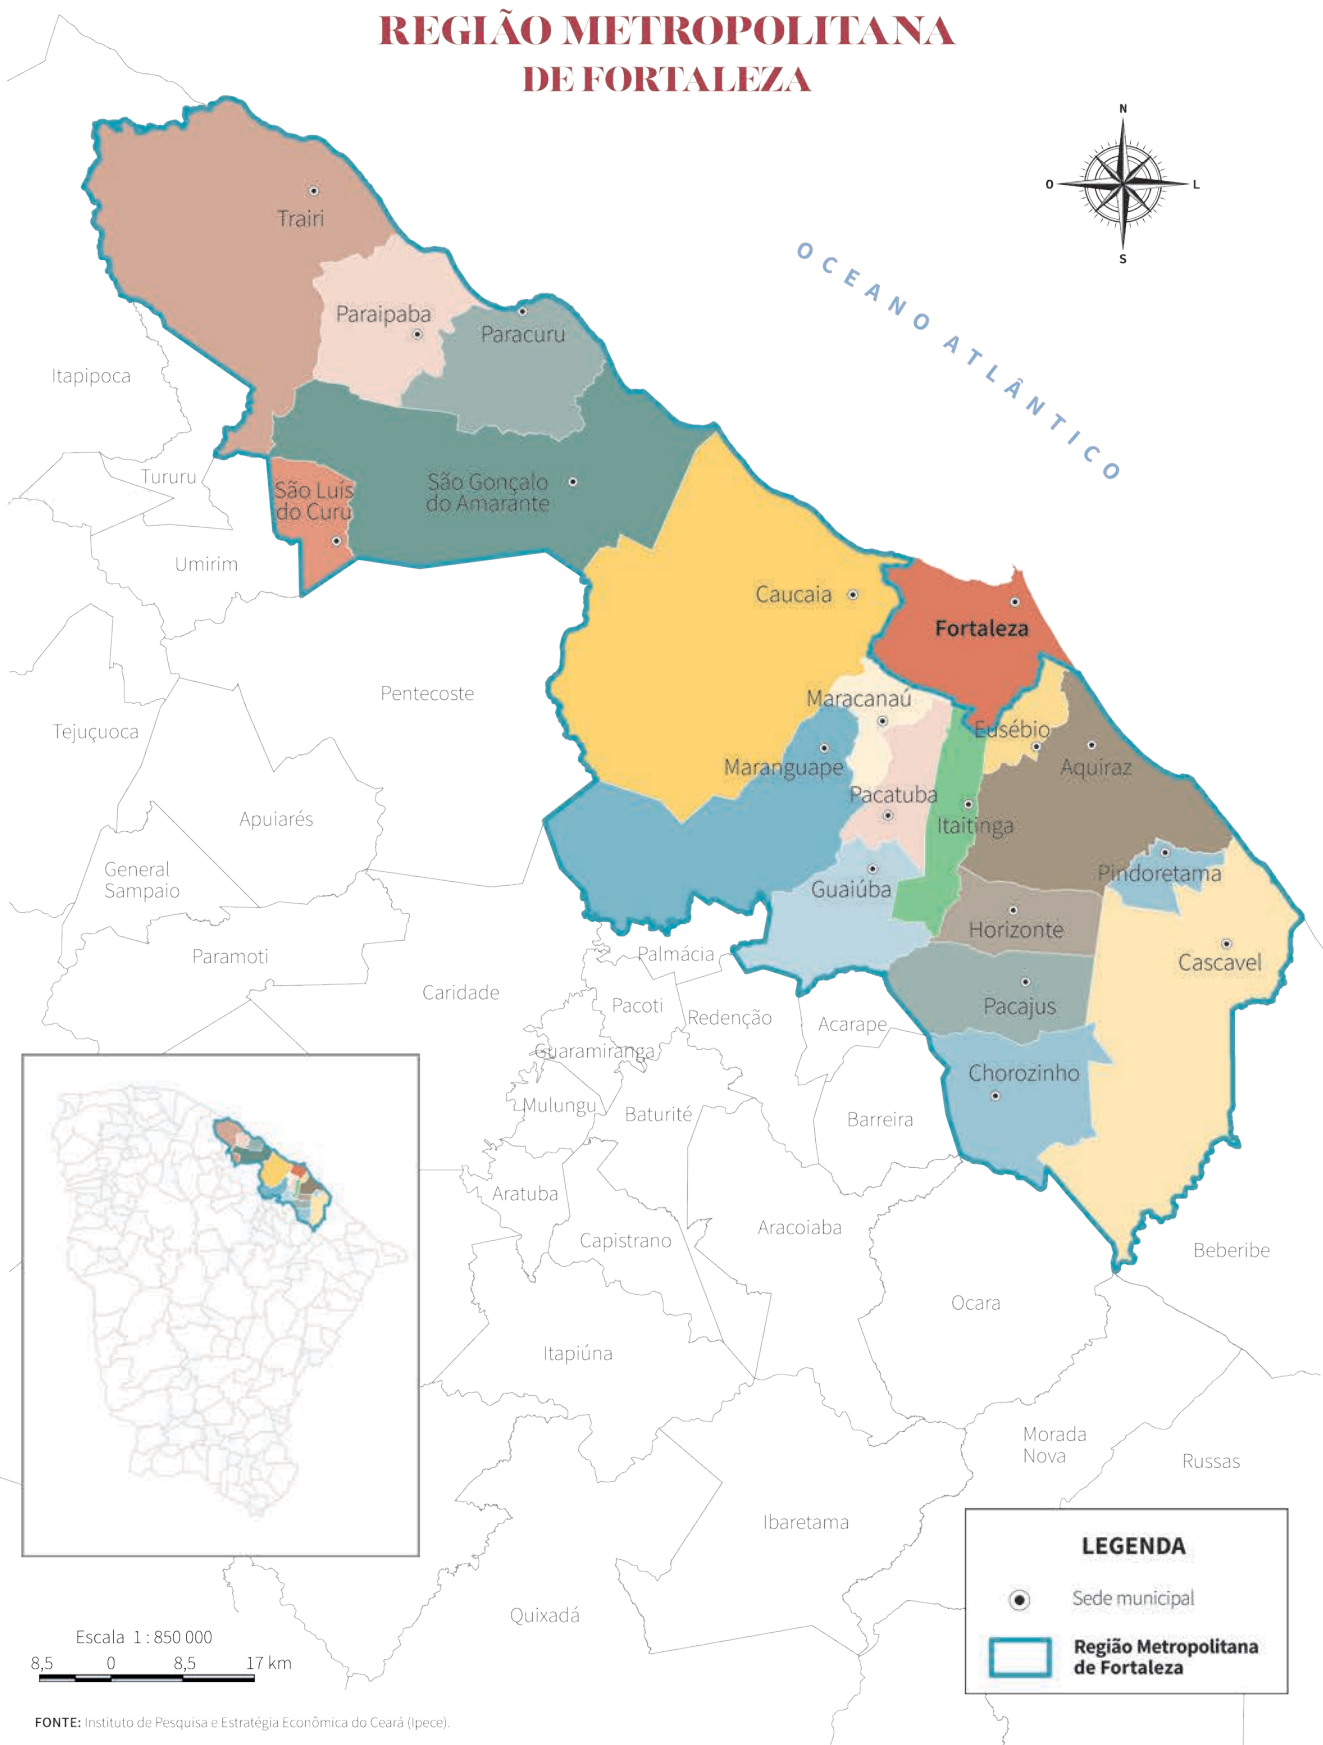 REGIÃO METROPOLITANA
DE FORTALEZA
N
O
L
S
OCEANO ATLÂNTICO
Trairi
Paraipaba
Paracuru
Itapipoca
Tururu
São Luís
do Curu
São Gonçalo
do Amarante
Umirim
Caucaia
Fortaleza
Pentecoste
Maracanaú
Tejuçuoca
Eusébio
Maranguape
Aquiraz
Pacatuba
Apuiarés
Itaitinga
General
Sampaio
Pindoretama
Guaiúba
Horizonte
Paramoti
Palmácia
Cascavel
Caridade
Pacoti
Redenção
Acarape
Pacajus
Guaramiranga
Chorozinho
Mulungu
Baturité
Barreira
Aratuba
Aracoiaba
Capistrano
Beberibe
Ocara
Itapiúna
Morada
Nova
Russas
Ibaretama
Quixadá
LEGENDA
Sede municipal
Região Metropolitana
de Fortaleza
Escala 1 : 850 000
8,5 0 8,5 17 km
FONTE: Instituto de Pesquisa e Estratégia Econômica do Ceará (Ipece).